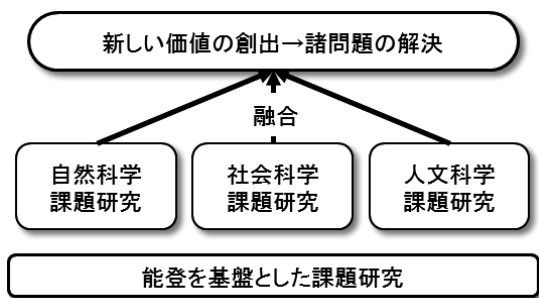 新しい価値の創出→諸問題の解決
融合
自然科学
課題研究
社会科学
課題研究
人文科学
課題研究
能登を基盤とした課題研究